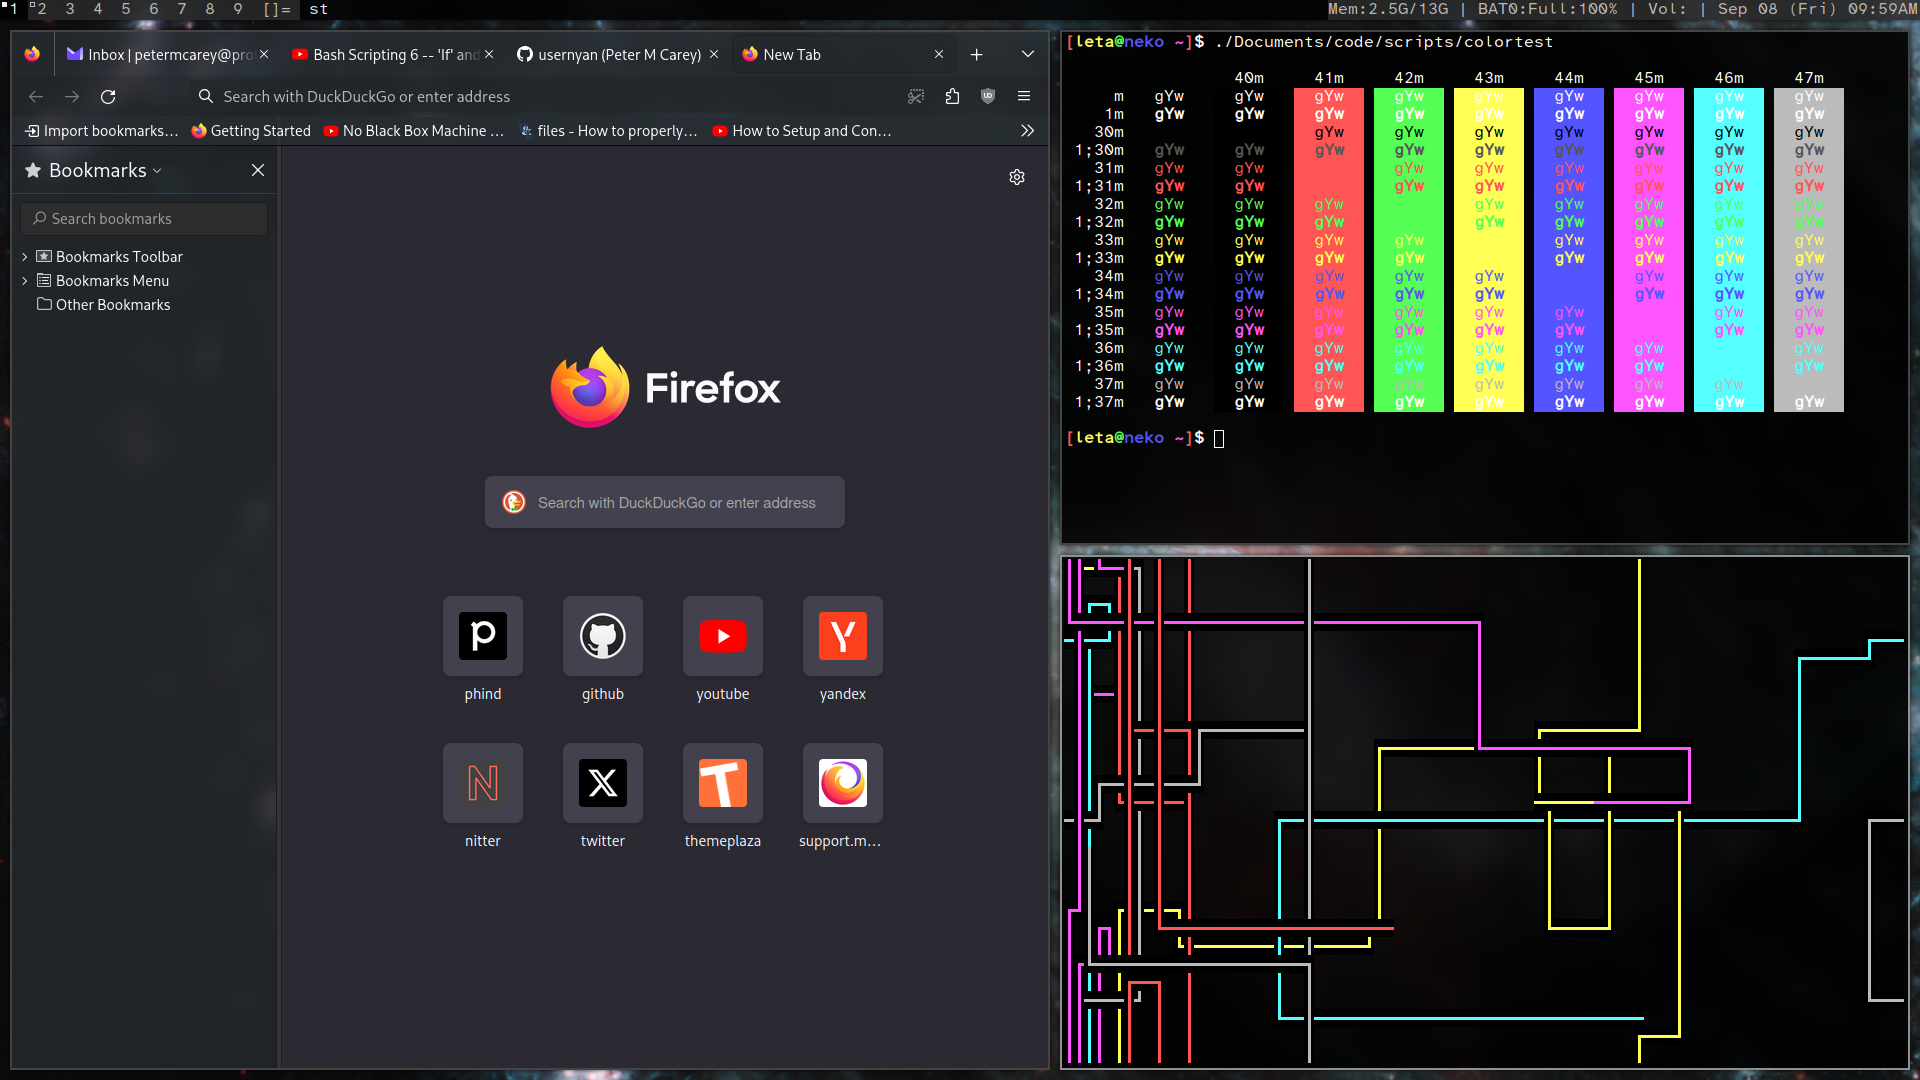 1 2 3 4 5 6 7 8 9 []= st
Mem:2.5G/13G | BAT0:Full:100% | Vol: | Sep 08 (Fri) 09:59AM
Inbox | petermcarey@pro
Bash Scripting 6 -- 'If' and
usernyan (Peter M Carey)
New Tab
Search with DuckDuckGo or enter address
Import bookmarks…
Getting Started
No Black Box Machine …
files - How to properly…
How to Setup and Con…
Bookmarks
Search bookmarks
Bookmarks Toolbar
Bookmarks Menu
Other Bookmarks
Firefox
Search with DuckDuckGo or enter address
phind github youtube yandex
nitter twitter themeplaza support.m…
[leta@neko ~]$ ./Documents/code/scripts/colortest
40m 41m 42m 43m 44m 45m 46m 47m
m gYw gYw gYw gYw gYw gYw gYw gYw gYw
1m gYw gYw gYw gYw gYw gYw gYw gYw gYw
30m gYw gYw gYw gYw gYw gYw gYw
1;30m gYw gYw gYw gYw gYw gYw gYw gYw gYw
31m gYw gYw gYw gYw gYw gYw gYw gYw
1;31m gYw gYw gYw gYw gYw gYw gYw gYw
32m gYw gYw gYw gYw gYw gYw gYw gYw
1;32m gYw gYw gYw gYw gYw gYw gYw gYw
33m gYw gYw gYw gYw gYw gYw gYw gYw
1;33m gYw gYw gYw gYw gYw gYw gYw gYw
34m gYw gYw gYw gYw gYw gYw gYw gYw
1;34m gYw gYw gYw gYw gYw gYw gYw gYw
35m gYw gYw gYw gYw gYw gYw gYw gYw
1;35m gYw gYw gYw gYw gYw gYw gYw gYw
36m gYw gYw gYw gYw gYw gYw gYw gYw
1;36m gYw gYw gYw gYw gYw gYw gYw gYw
37m gYw gYw gYw gYw gYw gYw gYw gYw
1;37m gYw gYw gYw gYw gYw gYw gYw gYw gYw
[leta@neko ~]$